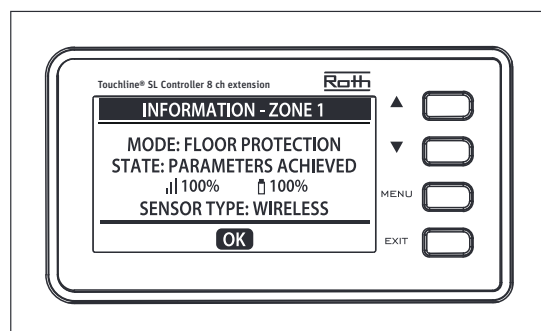 Touchline® SL Controller 8 ch extension
Roth
INFORMATION - ZONE 1
MODE: FLOOR PROTECTION
STATE: PARAMETERS ACHIEVED
100% 100%
SENSOR TYPE: WIRELESS
OK
MENU
EXIT